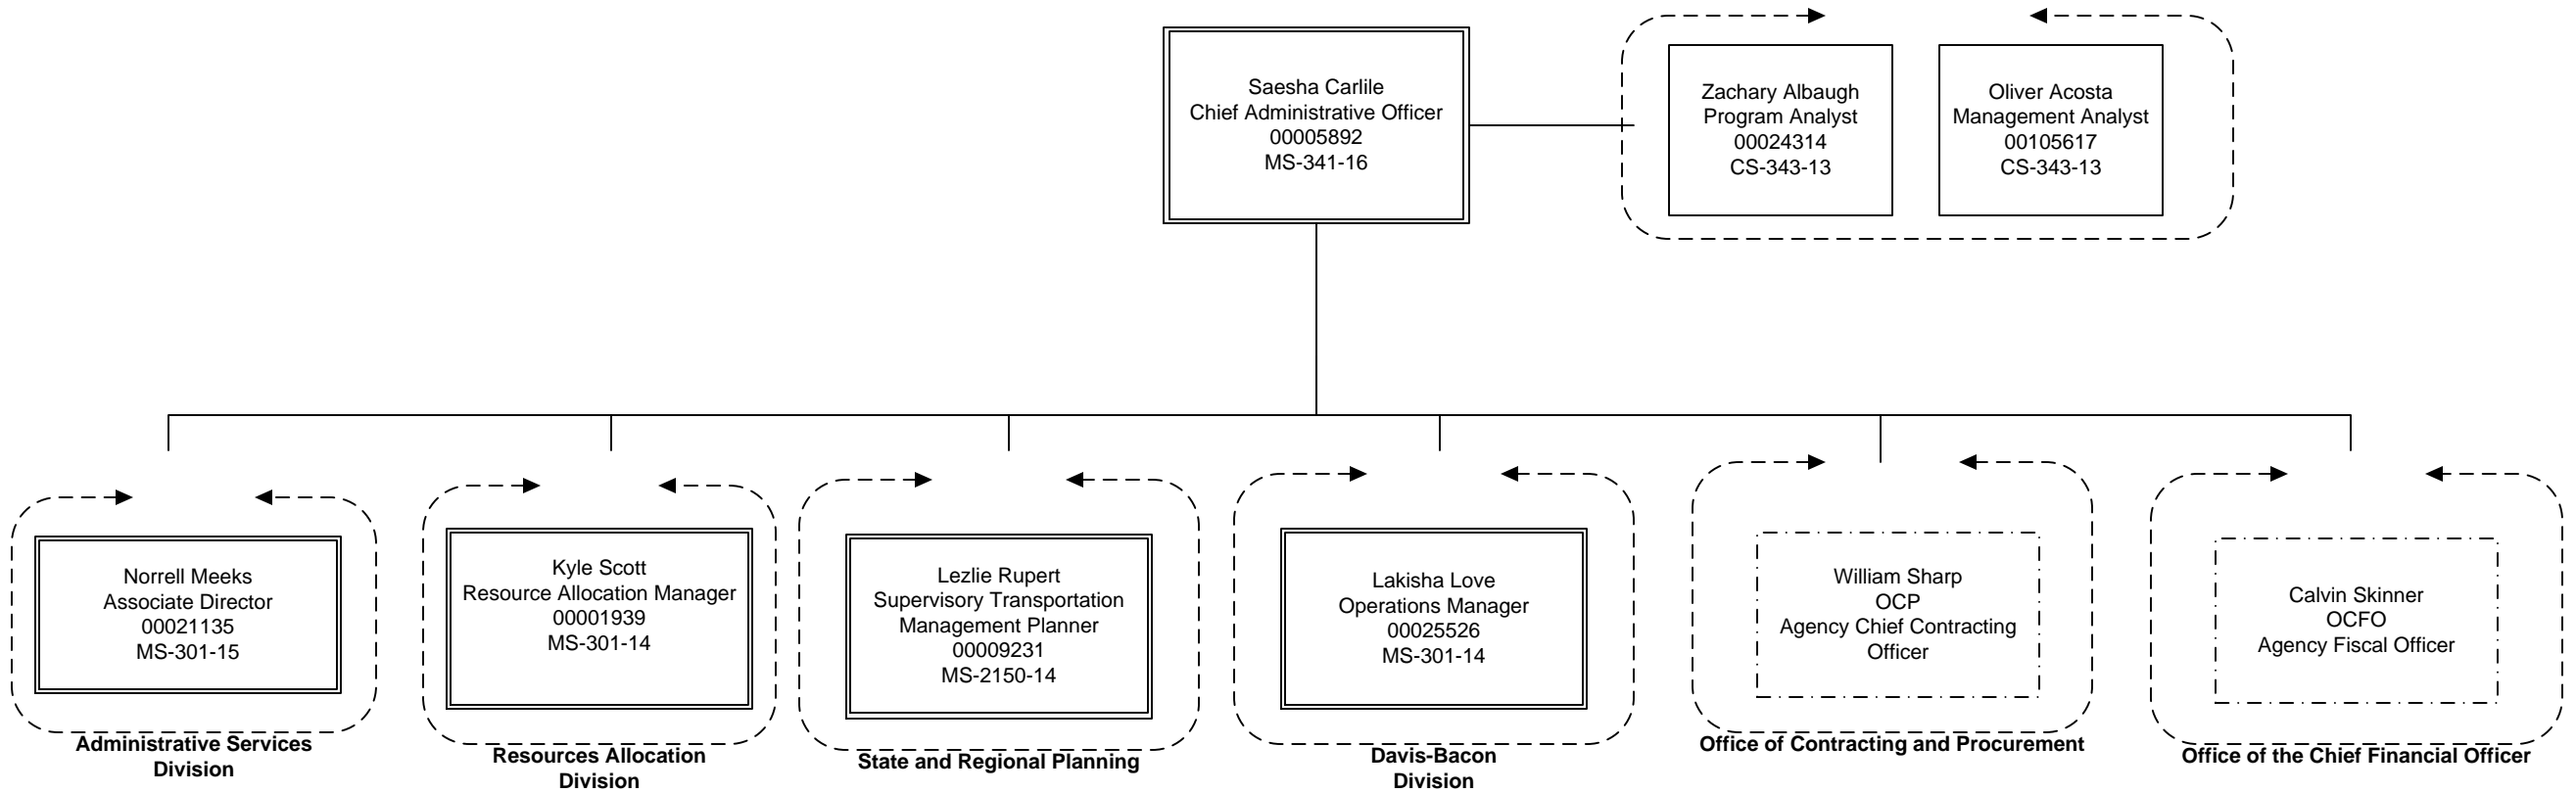 Saesha Carlile
Chief Administrative Officer
00005892
MS-341-16
Zachary Albaugh
Program Analyst
00024314
CS-343-13
Oliver Acosta
Management Analyst
00105617
CS-343-13
Norrell Meeks
Associate Director
00021135
MS-301-15
Administrative Services
Division
Kyle Scott
Resource Allocation Manager
00001939
MS-301-14
Resources Allocation
Division
Lezlie Rupert
Supervisory Transportation
Management Planner
00009231
MS-2150-14
State and Regional Planning
Lakisha Love
Operations Manager
00025526
MS-301-14
Davis-Bacon
Division
William Sharp
OCP
Agency Chief Contracting
Officer
Office of Contracting and Procurement
Calvin Skinner
OCFO
Agency Fiscal Officer
Office of the Chief Financial Officer